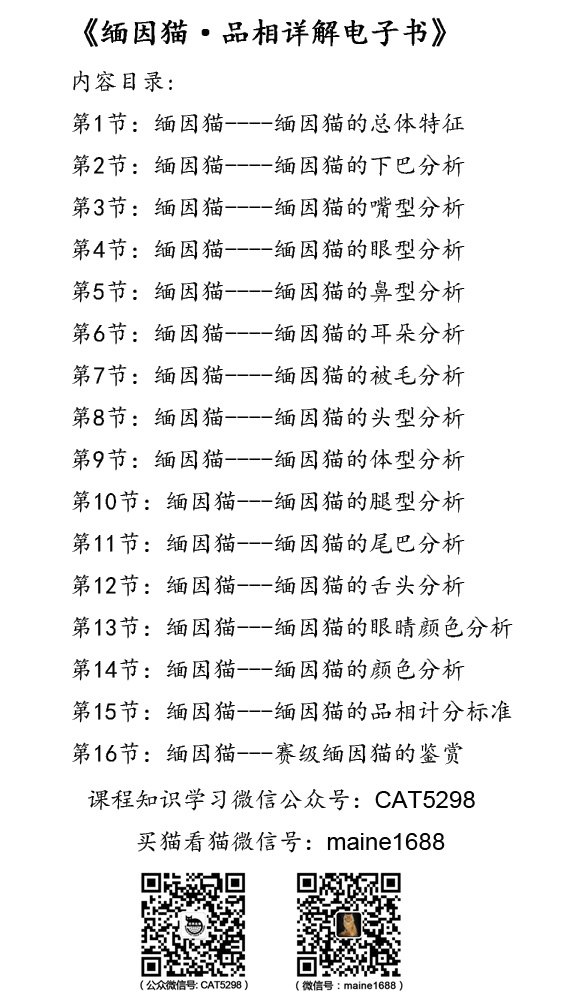 《缅因猫·品相详解电子书》
内容目录:
第1节：缅因猫----缅因猫的总体特征
第2节：缅因猫----缅因猫的下巴分析
第3节：缅因猫----缅因猫的嘴型分析
第4节：缅因猫----缅因猫的眼型分析
第5节：缅因猫----缅因猫的鼻型分析
第6节：缅因猫----缅因猫的耳朵分析
第7节：缅因猫----缅因猫的被毛分析
第8节：缅因猫----缅因猫的头型分析
第9节：缅因猫----缅因猫的体型分析
第10节：缅因猫---缅因猫的腿型分析
第11节：缅因猫---缅因猫的尾巴分析
第12节：缅因猫---缅因猫的舌头分析
第13节：缅因猫---缅因猫的眼睛颜色分析
第14节：缅因猫---缅因猫的颜色分析
第15节：缅因猫---缅因猫的品相计分标准
第16节：缅因猫---赛级缅因猫的鉴赏
课程知识学习微信公众号：CAT5298
买猫看猫微信号：maine1688
（公众微信号: CAT5298）
（微信号：maine1688）